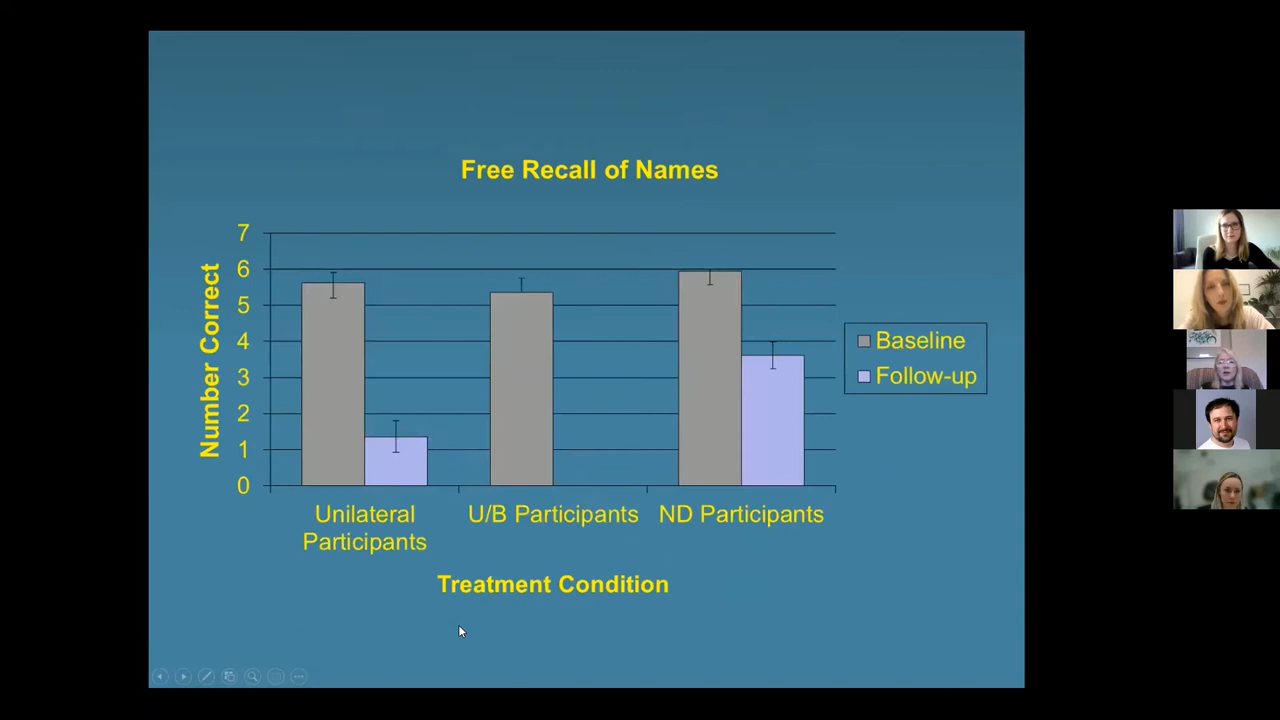 Free Recall of Names
Number Correct
7
6
5
4
3
2
1
0
Unilateral
Participants
U/B Participants
ND Participants
Treatment Condition
Baseline
Follow-up